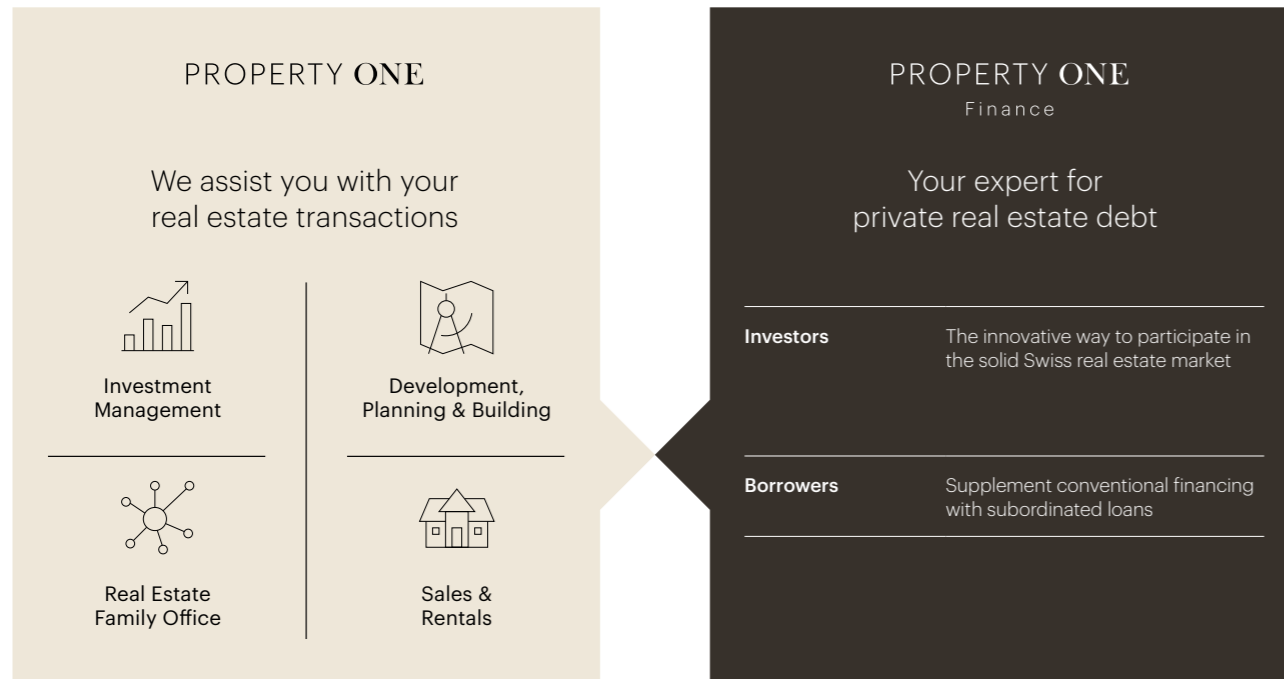 PROPERTY ONE
We assist you with your
real estate transactions
Investment
Management
Development,
Planning & Building
Real Estate
Family Office
Sales &
Rentals
PROPERTY ONE
Finance
Your expert for
private real estate debt
Investors
The innovative way to participate in
the solid Swiss real estate market
Borrowers
Supplement conventional financing
with subordinated loans